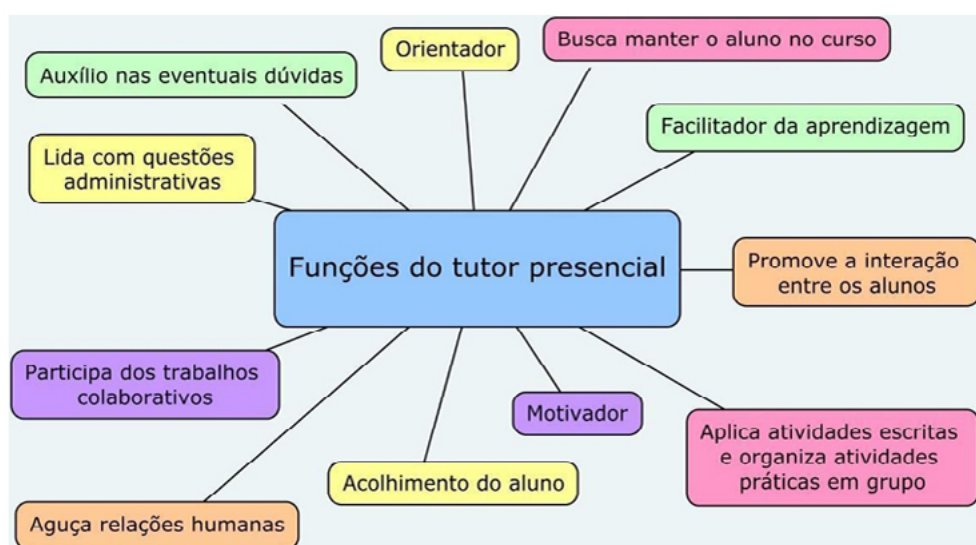 Orientador
Busca manter o aluno no curso
Auxílio nas eventuais dúvidas
Facilitador da aprendizagem
Lida com questões
administrativas
Funções do tutor presencial
Promove a interação
entre os alunos
Participa dos trabalhos
colaborativos
Motivador
Aplica atividades escritas
e organiza atividades
práticas em grupo
Acolhimento do aluno
Aguça relações humanas